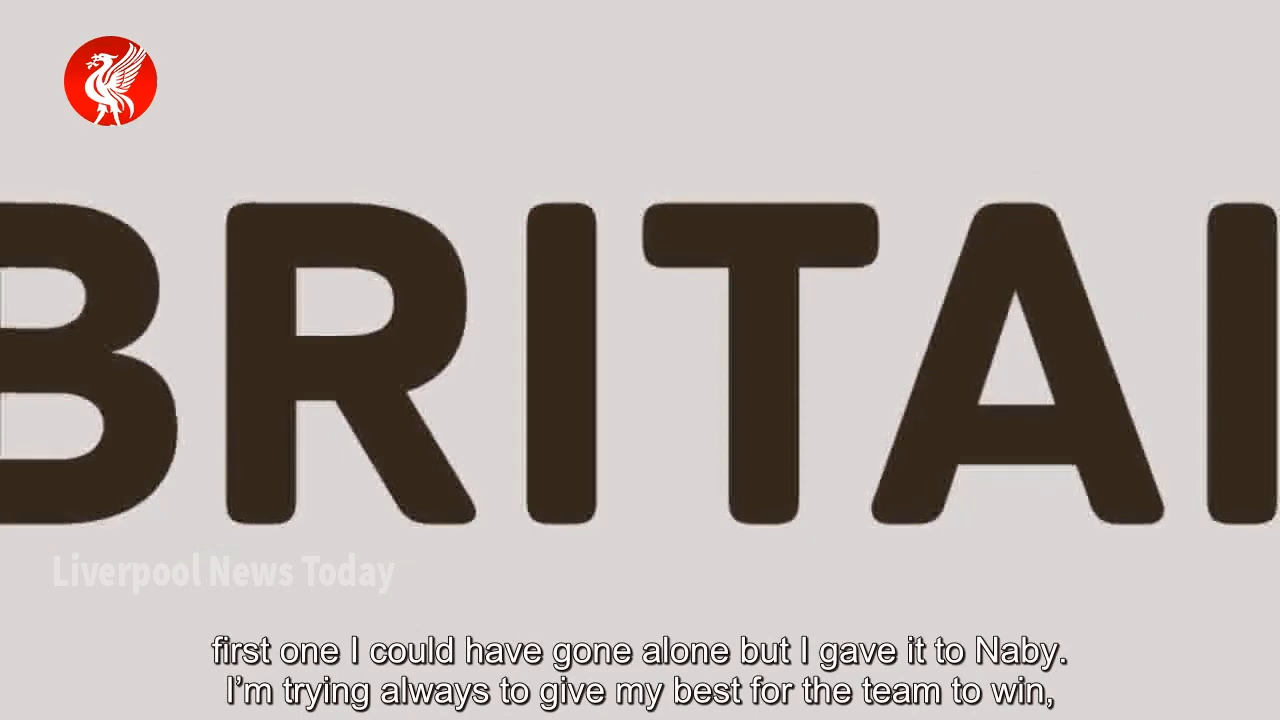 BRITAI
Liverpool News Today
first one I could have gone alone but I gave it to Naby.
I’m trying always to give my best for the team to win,